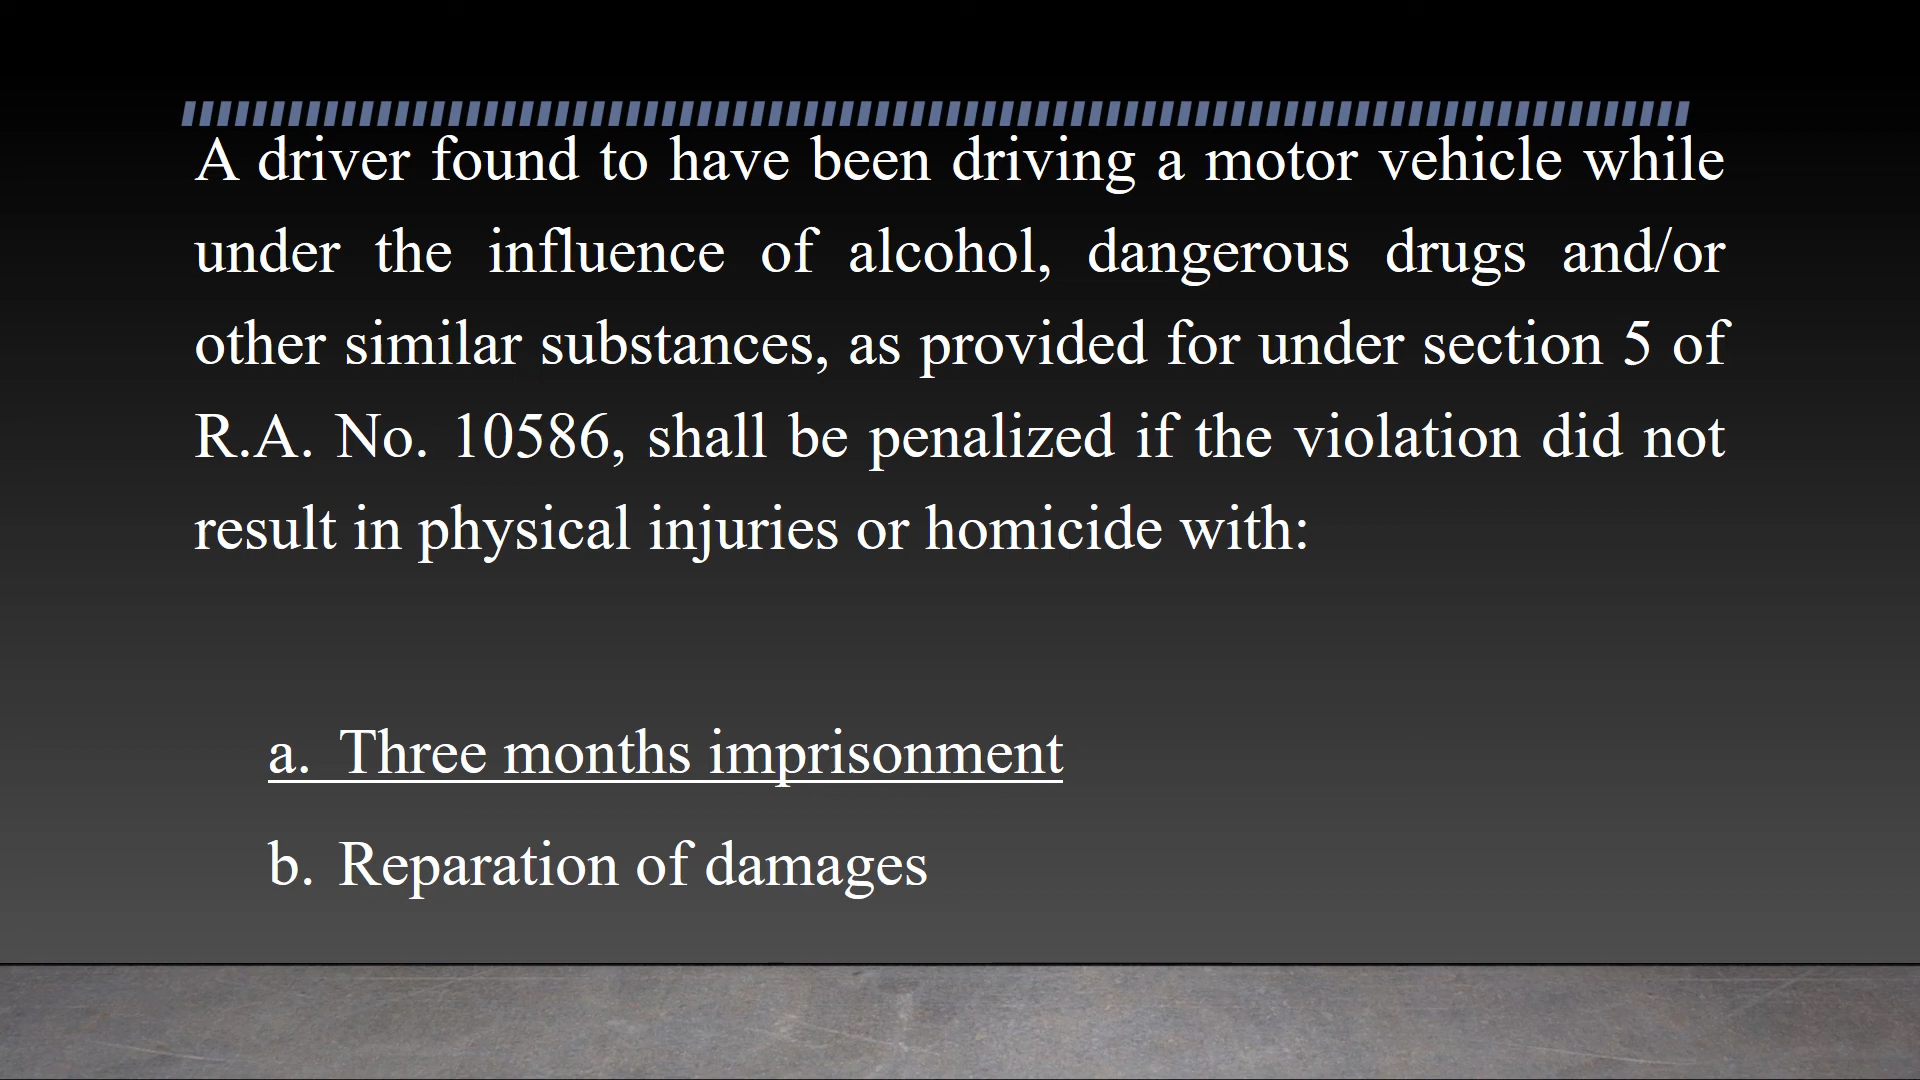 A driver found to have been driving a motor vehicle while
under the influence of alcohol, dangerous drugs and/or
other similar substances, as provided for under section 5 of
R.A. No. 10586, shall be penalized if the violation did not
result in physical injuries or homicide with:
a. Three months imprisonment
b. Reparation of damages